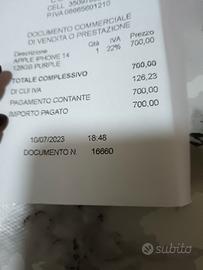 P.IVA 08665601210
DOCUMENTO COMMERCIALE
DI VENDITA O PRESTAZIONE
Descrizione Qtà IVA Prezzo
APPLE IPHONE 14 1 22% 700,00
128GB PURPLE
TOTALE COMPLESSIVO 700,00
DI CUI IVA 126,23
PAGAMENTO CONTANTE 700,00
IMPORTO PAGATO 700,00
10/07/2023 18:46
DOCUMENTO N. 16660
subito